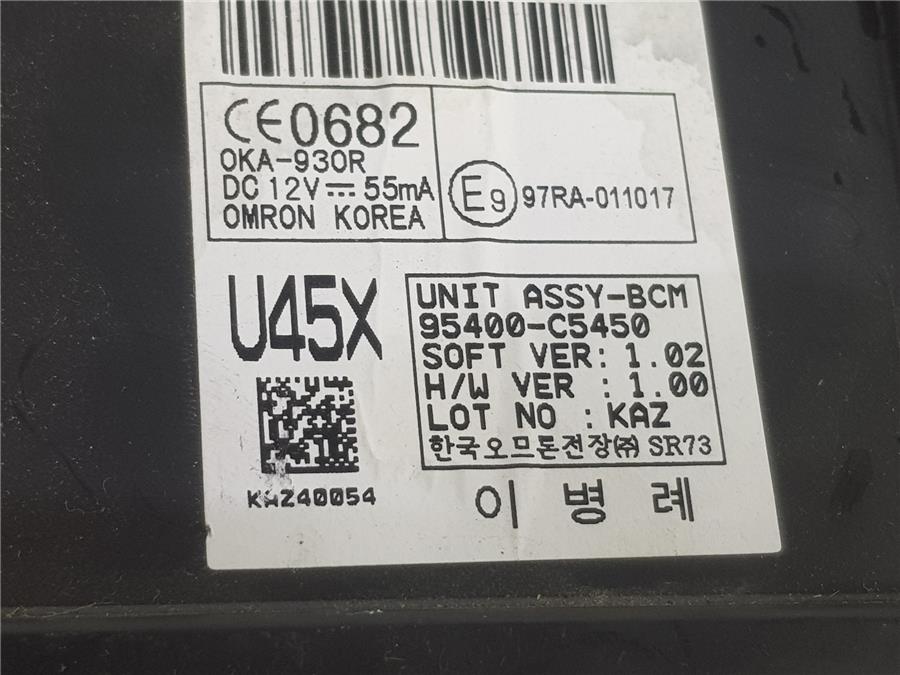 CE0682
OKA-930R
DC 12V ⎓ 55mA
OMRON KOREA
E9 97RA-011017
U45X
UNIT ASSY-BCM
95400-C5450
SOFT VER: 1.02
H/W VER : 1.00
LOT NO : KAZ
한국오므론전장㈜ SR73
KAZ40054
이 병 례